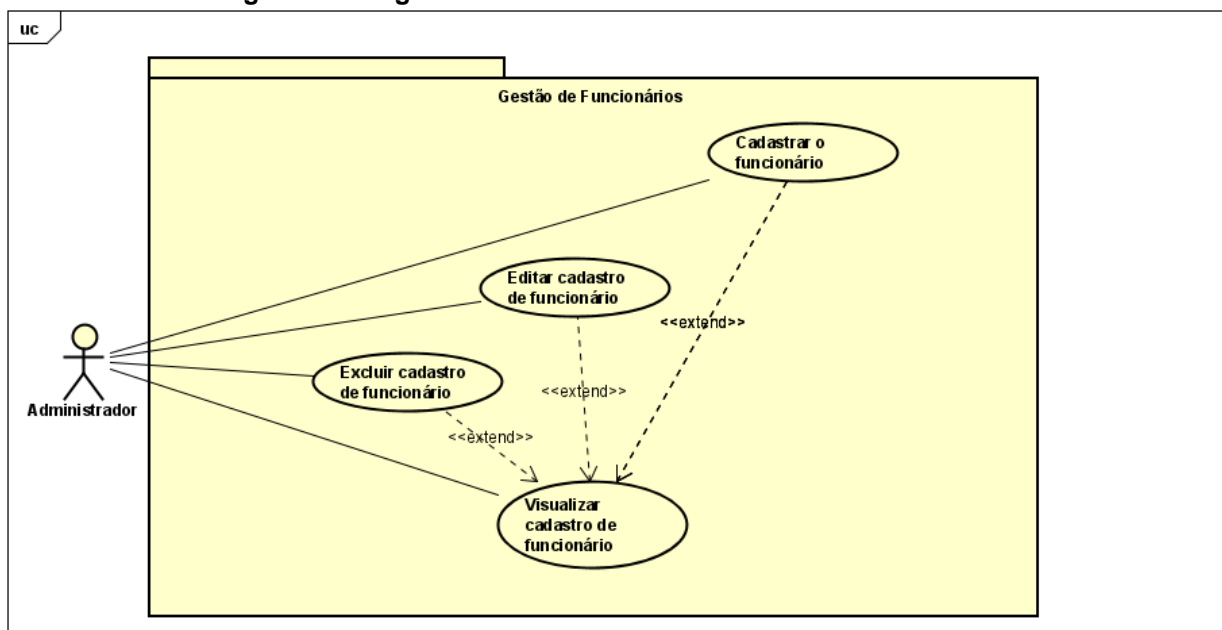 uc
Gestão de Funcionários
Cadastrar o
funcionário
Editar cadastro
de funcionário
<<extend>>
Excluir cadastro
de funcionário
<<extend>>
<<extend>>
Administrador
Visualizar
cadastro de
funcionário